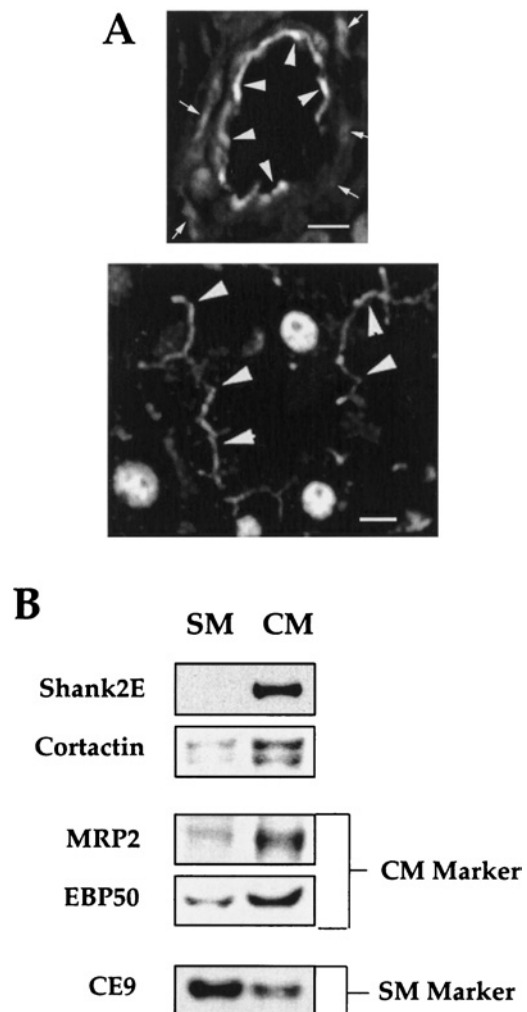 A
B
SM CM
Shank2E
Cortactin
MRP2
CM Marker
EBP50
CE9
SM Marker